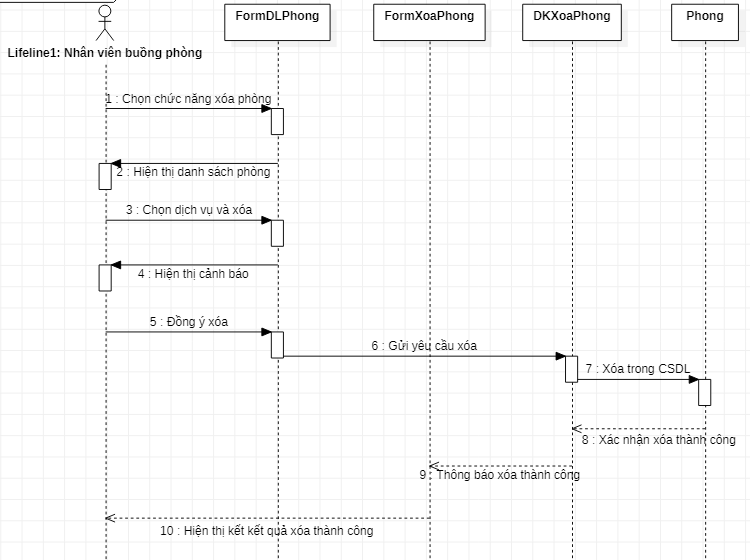 FormDLPhong
FormXoaPhong
DKXoaPhong
Phong
Lifeline1: Nhân viên buồng phòng
1 : Chọn chức năng xóa phòng
2 : Hiện thị danh sách phòng
3 : Chọn dịch vụ và xóa
4 : Hiện thị cảnh báo
5 : Đồng ý xóa
6 : Gửi yêu cầu xóa
7 : Xóa trong CSDL
8 : Xác nhận xóa thành công
9 : Thông báo xóa thành công
10 : Hiện thị kết kết quả xóa thành công